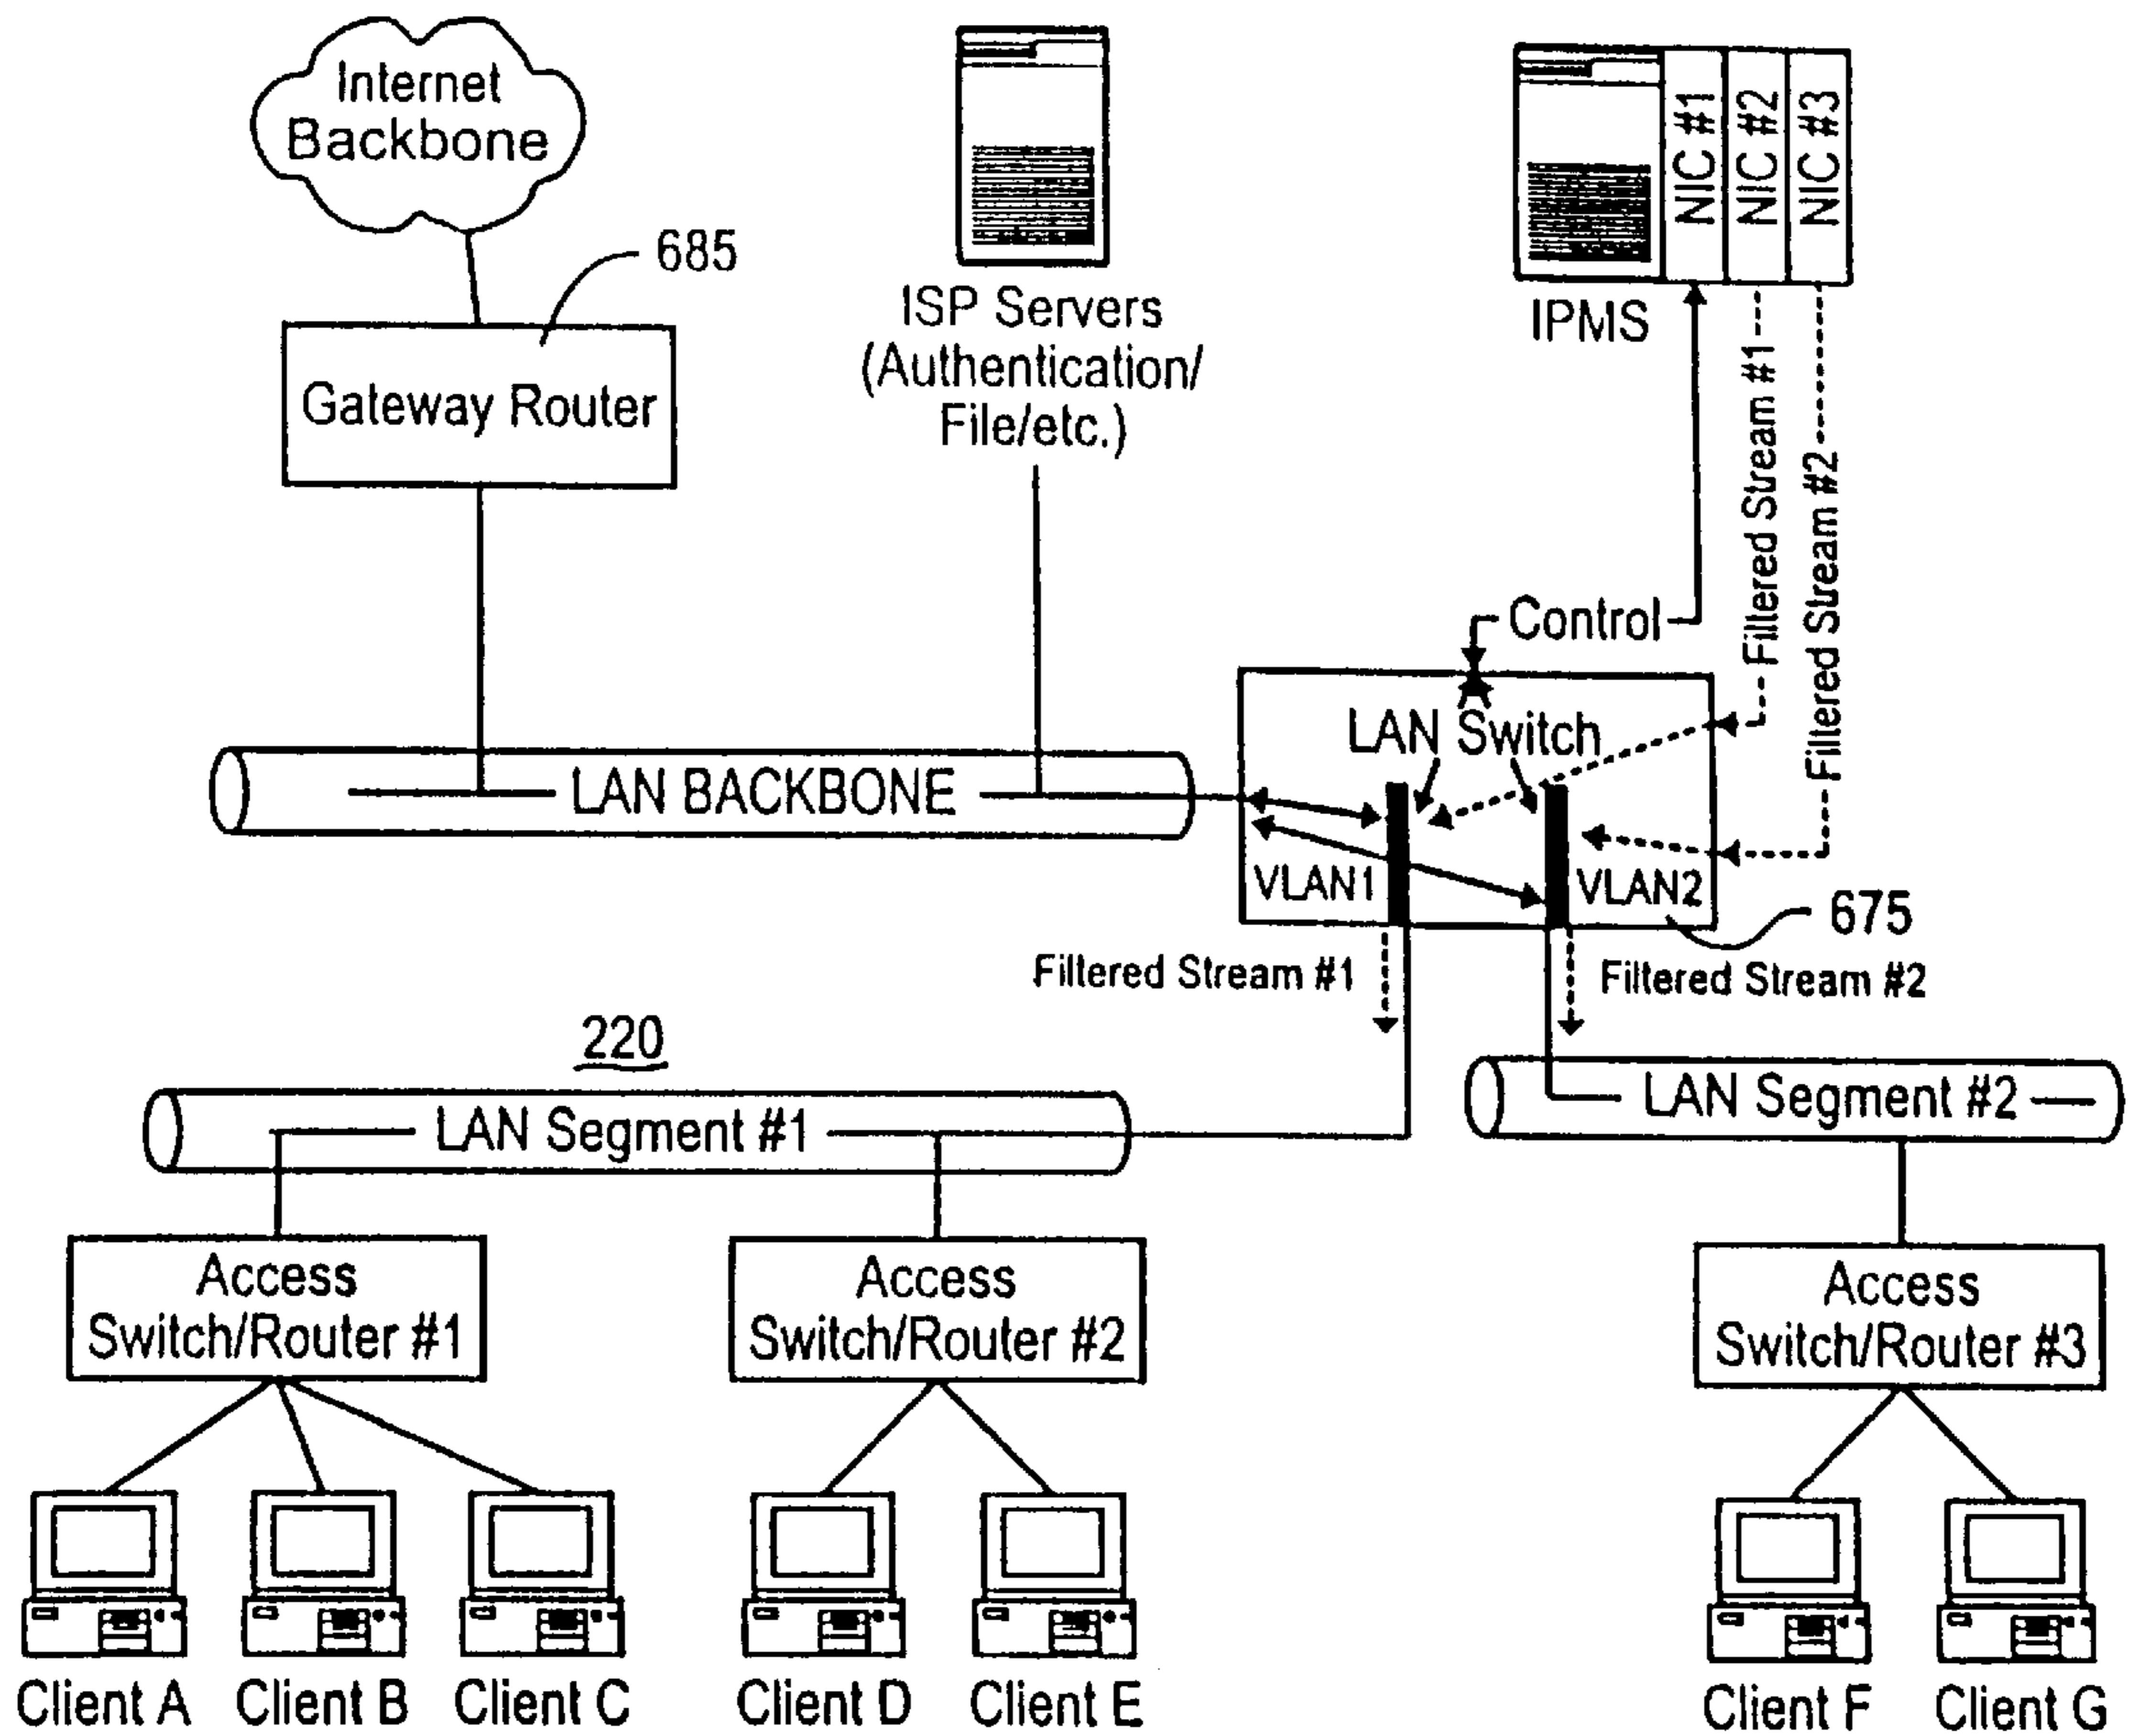 Internet
Backbone
685
Gateway Router
ISP Servers
(Authentication/
File/etc.)
NIC #1
NIC #2
NIC #3
IPMS
Filtered Stream #1
Filtered Stream #2
Control
LAN Switch
LAN BACKBONE
VLAN1
VLAN2
675
Filtered Stream #1
Filtered Stream #2
220
LAN Segment #1
LAN Segment #2
Access
Switch/Router #1
Access
Switch/Router #2
Access
Switch/Router #3
Client A
Client B
Client C
Client D
Client E
Client F
Client G